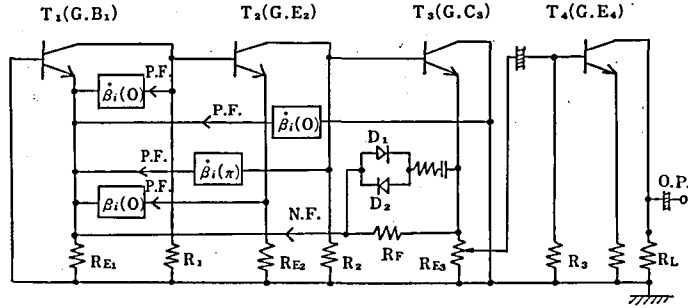 T₁(G.B₁)
T₂(G.E₂)
T₃(G.C₃)
T₄(G.E₄)
P.F.
β̇i(0)
P.F.
β̇i(0)
D₁
P.F.
β̇i(π)
D₂
P.F.
βi(0)
N.F.
O.P.
RE₁
R₁
RE₂
R₂
RF
RE₃
R₃
RL